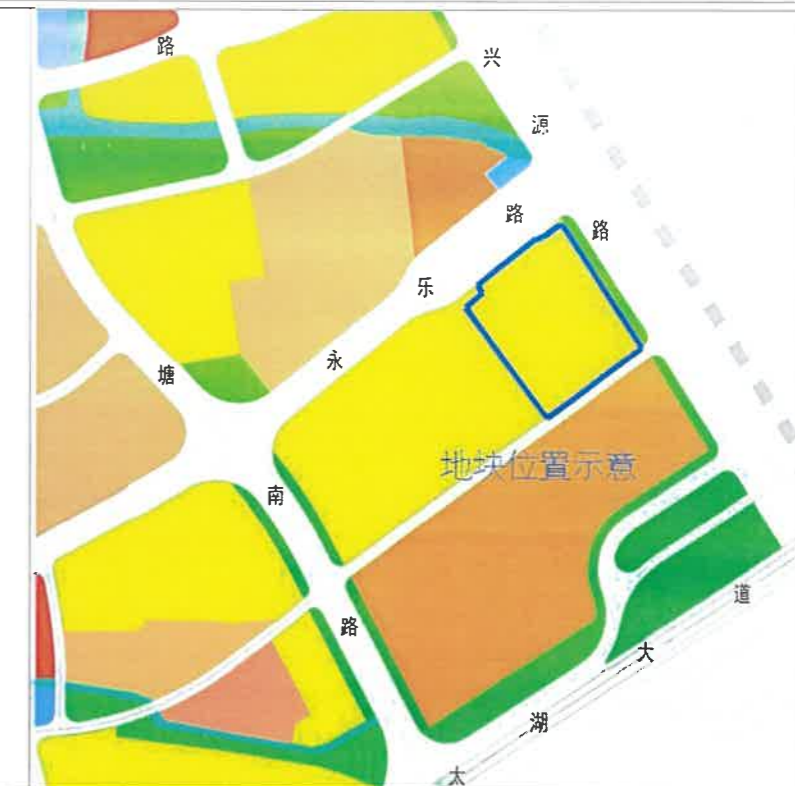 路
兴
源
路
路
乐
永
塘
地块位置示意
南
路
道
大
湖
太